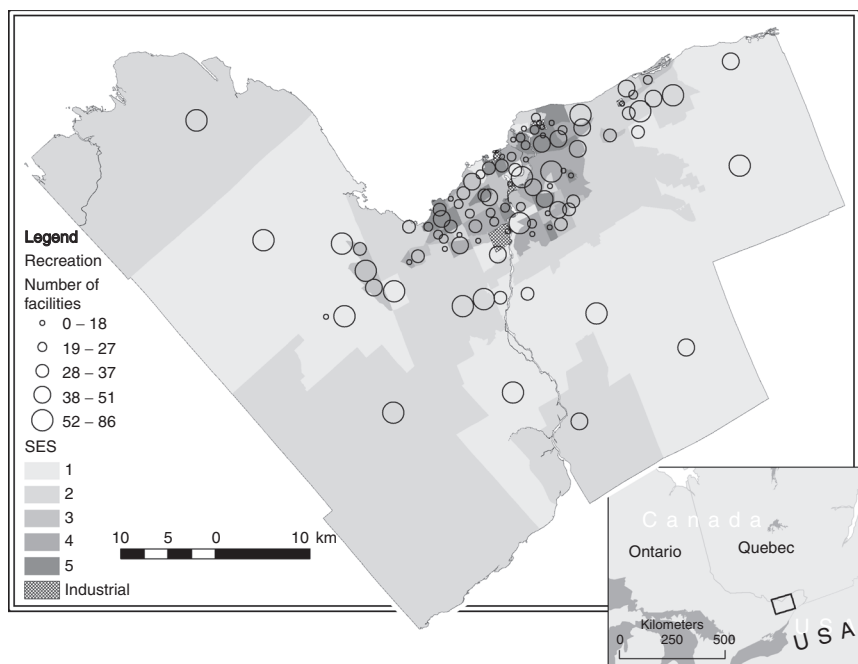 Legend
Recreation
Number of
facilities
0 – 18
19 – 27
28 – 37
38 – 51
52 – 86
SES
1
2
3
4
5
Industrial
10 5 0 10 km
Canada
Ontario Quebec
USA
USA
Kilometers
0 250 500